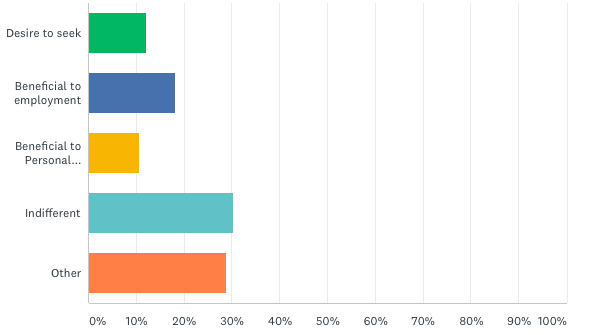 Desire to seek
Beneficial to
employment
Beneficial to
Personal...
Indifferent
Other
0% 10% 20% 30% 40% 50% 60% 70% 80% 90% 100%